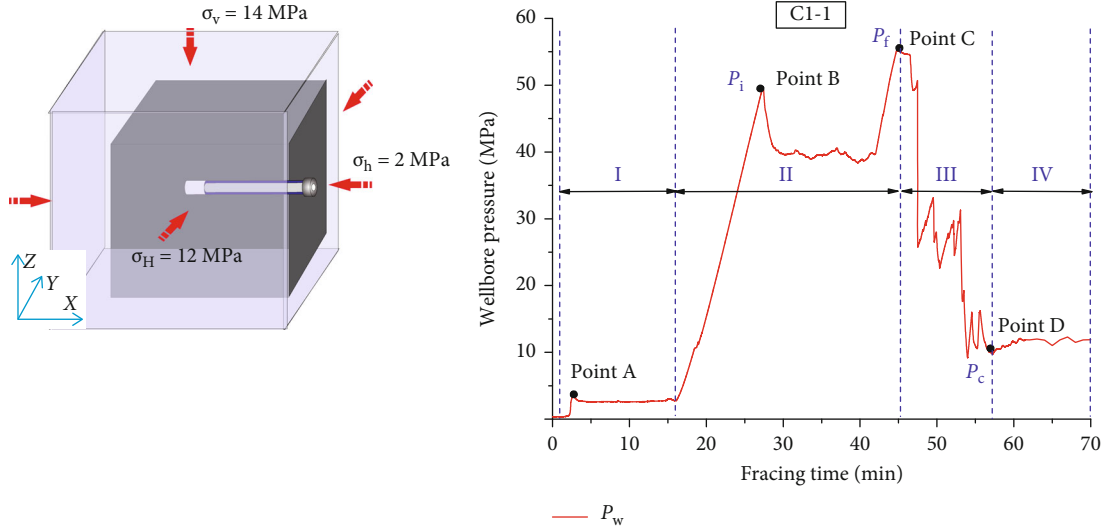 σv = 14 MPa
σh = 2 MPa
σH = 12 MPa
Z
Y
X
C1-1
Wellbore pressure (MPa)
60
50
40
30
20
10
0
10
20
30
40
50
60
70
Fracing time (min)
I
II
III
IV
Point A
Pi
Point B
Pf
Point C
Point D
Pc
Pw